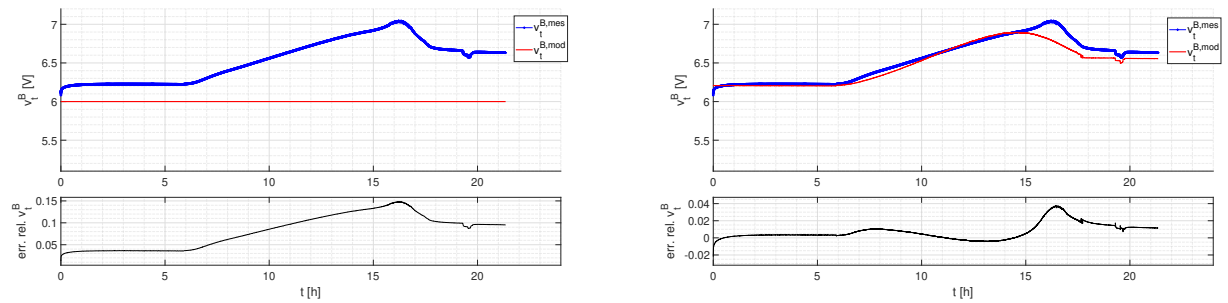 7
6.5
6
5.5
v_t^B [V]
v_t^{B,mes}
v_t^{B,mod}
0 5 10 15 20
0.15
0.1
0.05
err. rel. v_t^B
0 5 10 15 20
t [h]
7
6.5
6
5.5
v_t^B [V]
v_t^{B,mes}
v_t^{B,mod}
0 5 10 15 20
0.04
0.02
0
-0.02
err. rel. v_t^B
0 5 10 15 20
t [h]